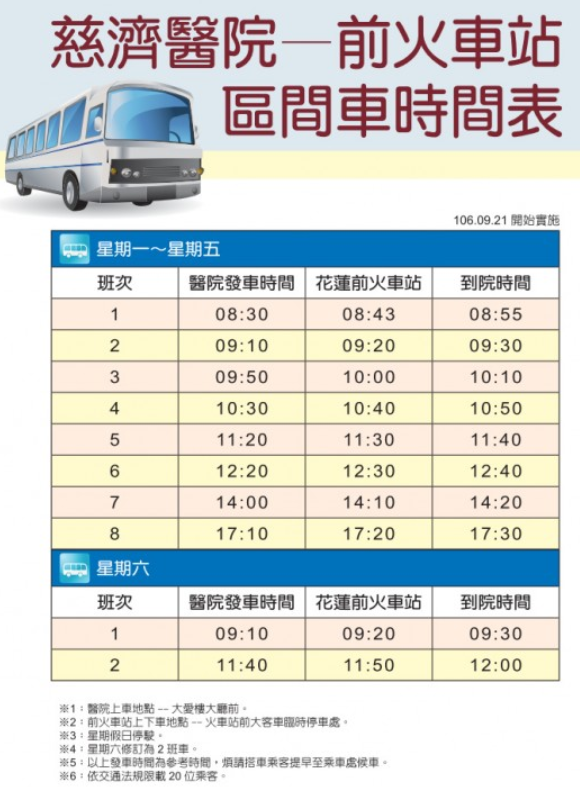 慈濟醫院—前火車站
區間車時間表
106.09.21 開始實施
星期一～星期五
班次 醫院發車時間 花蓮前火車站 到院時間
1 08:30 08:43 08:55
2 09:10 09:20 09:30
3 09:50 10:00 10:10
4 10:30 10:40 10:50
5 11:20 11:30 11:40
6 12:20 12:30 12:40
7 14:00 14:10 14:20
8 17:10 17:20 17:30
星期六
班次 醫院發車時間 花蓮前火車站 到院時間
1 09:10 09:20 09:30
2 11:40 11:50 12:00
※1：醫院上車地點 -- 大愛樓大廳前。
※2：前火車站上下車地點 -- 火車站前大客車臨時停車處。
※3：星期假日停駛。
※4：星期六修訂為 2 班車。
※5：以上發車時間為參考時間，煩請搭車乘客提早至乘車處候車。
※6：依交通法規限載 20 位乘客。